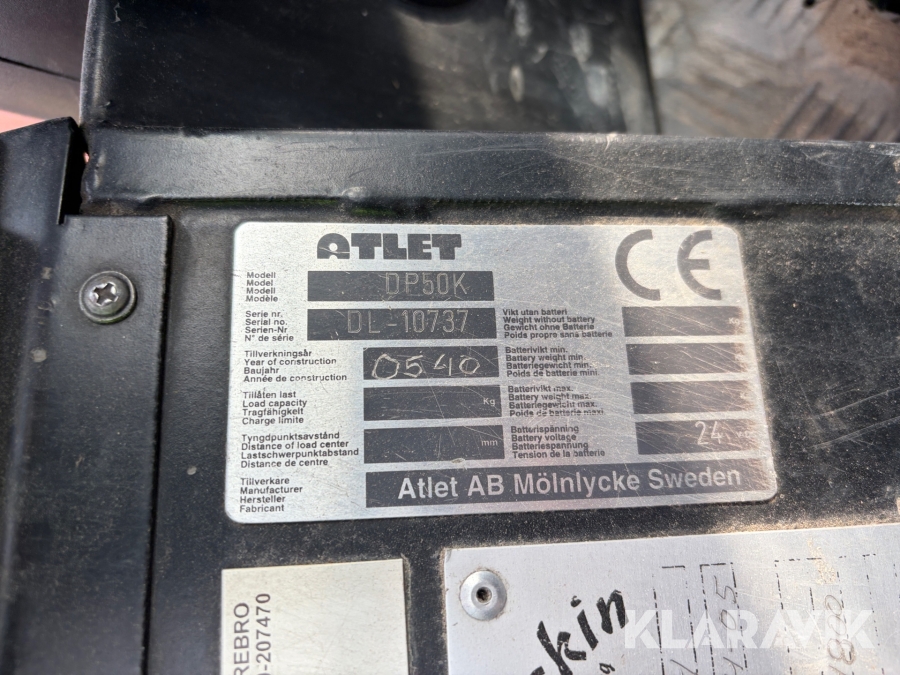 ATLET
CE
Modell
Model
Modell
Modèle
DP50K
Serie nr.
Serial no.
Serien-Nr
N° de série
DL-10737
Tillverkningsår
Year of construction
Baujahr
Année de construction
0540
Tillåten last
Load capacity
Tragfähigkeit
Charge limite
Kg
Tyngdpunktsavstånd
Distance of load center
Lastschwerpunktabstand
Distance de centre
mm
Vikt utan batteri
Weight without battery
Gewicht ohne Batterie
Poids propre sans batterie
Batterivikt min.
Battery weight min.
Batteriegewicht min.
Poids de batterie mini.
Batterivikt max.
Battery weight max.
Batteriegewicht max.
Poids de batterie maxi.
Batterispänning
Battery voltage
Batteriespannung
Tension de la batterie
24
Tillverkare
Manufacturer
Hersteller
Fabricant
Atlet AB Mölnlycke Sweden
REBRO
-207470
skin
KLARAVIK